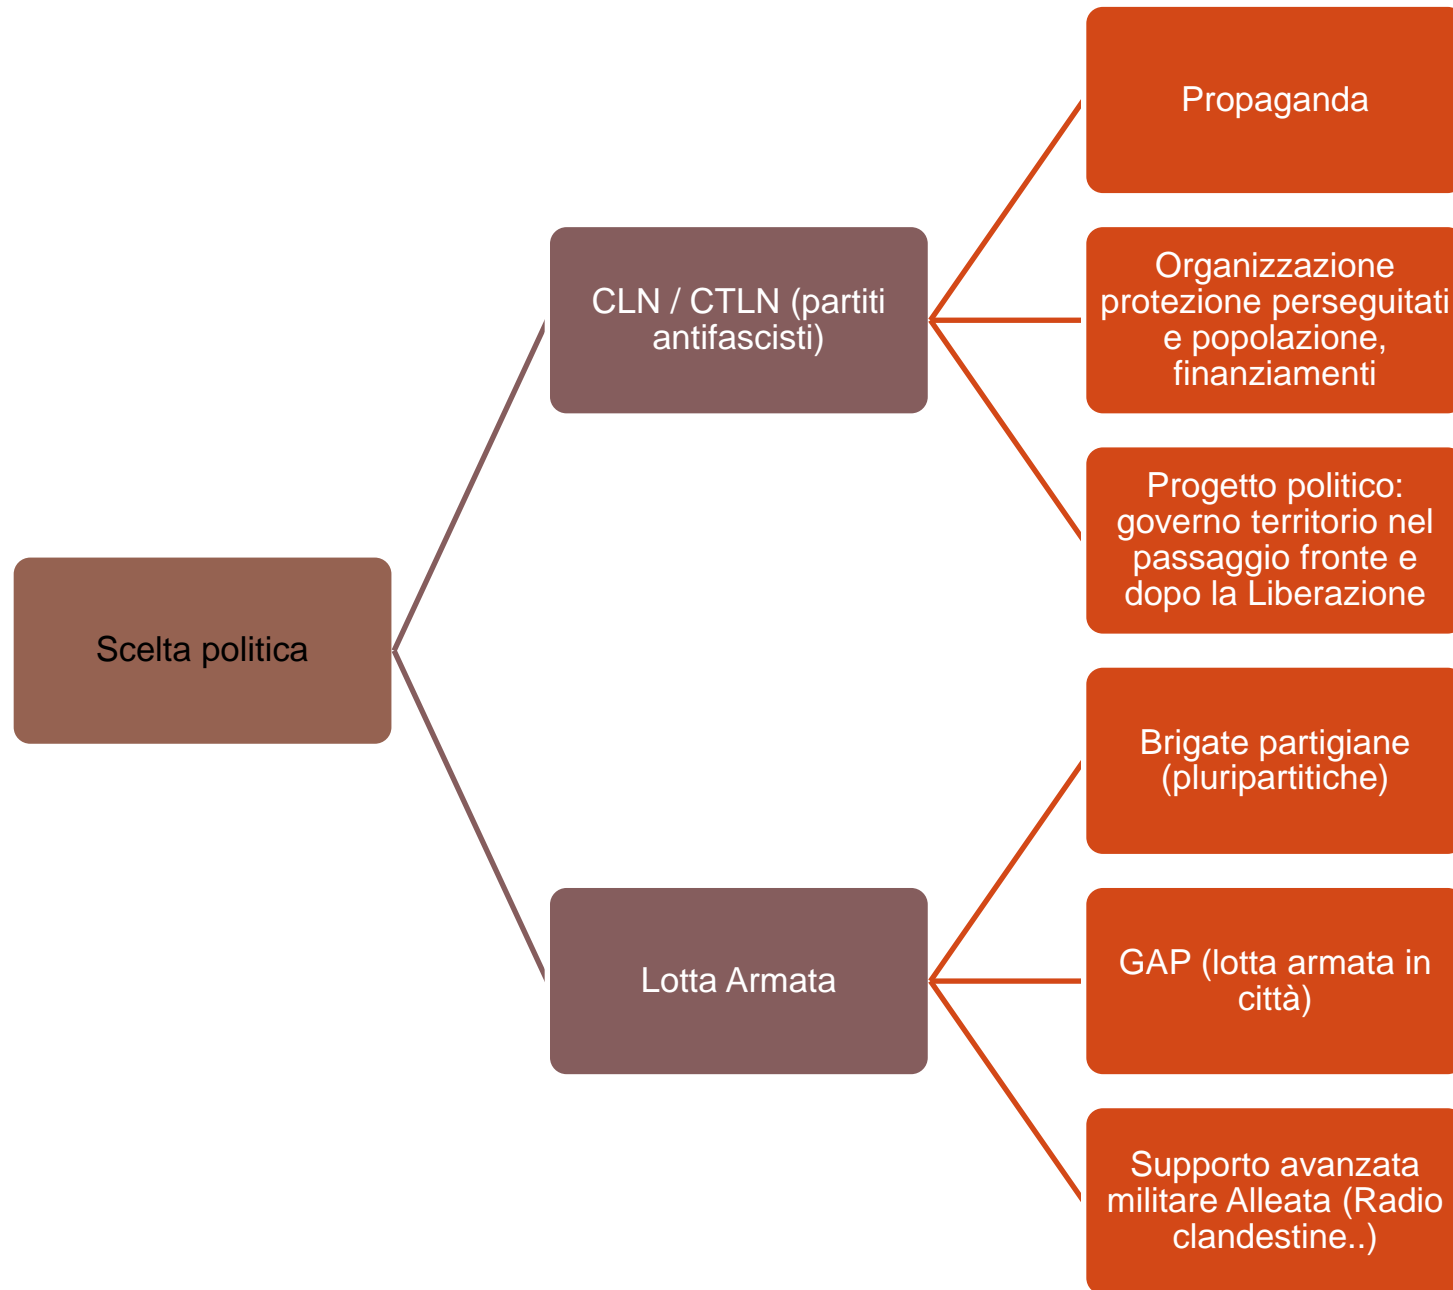 Propaganda
CLN / CTLN (partiti
antifascisti)
Organizzazione
protezione perseguitati
e popolazione,
finanziamenti
Progetto politico:
governo territorio nel
passaggio fronte e
dopo la Liberazione
Scelta politica
Brigate partigiane
(pluripartitiche)
Lotta Armata
GAP (lotta armata in
città)
Supporto avanzata
militare Alleata (Radio
clandestine..)